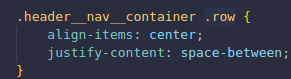 .header__nav__container .row {
    align-items: center;
    justify-content: space-between;
}